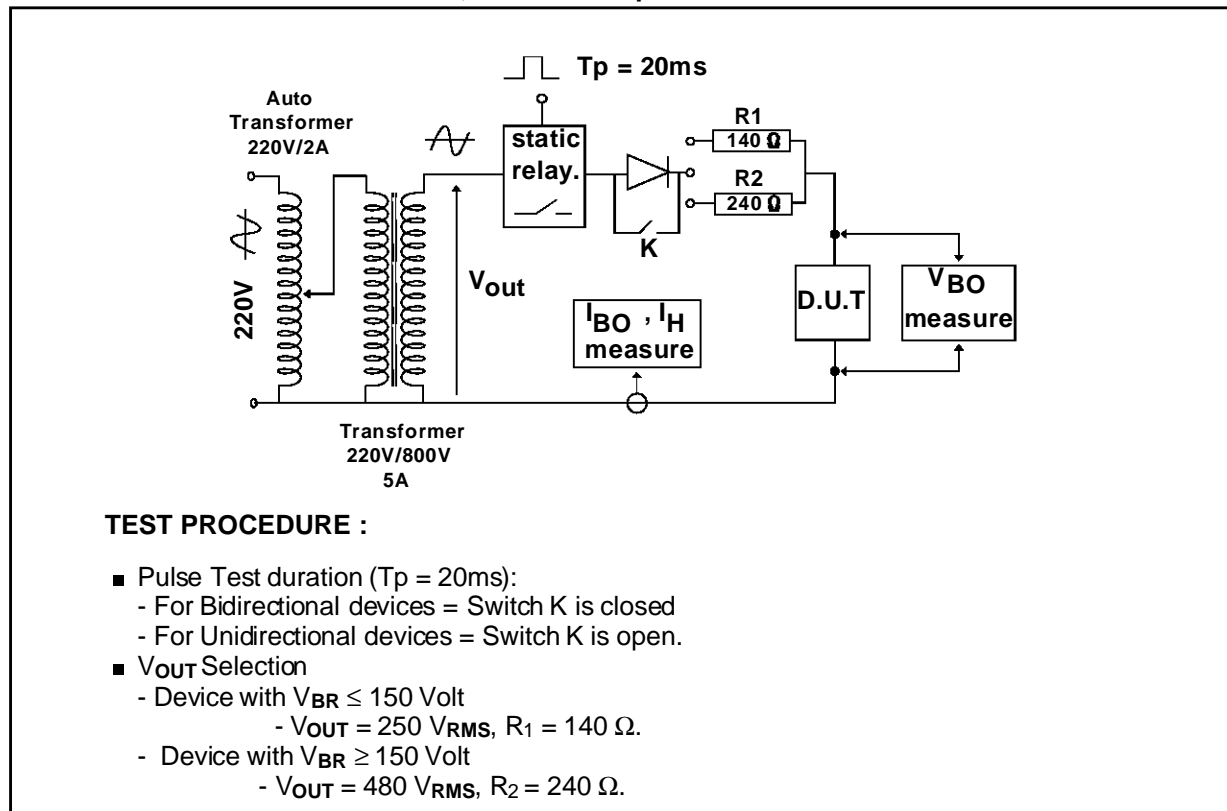 Tp = 20ms
Auto
Transformer
220V/2A
static
relay.
R1
140 Ω
R2
240 Ω
K
220V
Vout
IBO , IH
measure
D.U.T
VBO
measure
Transformer
220V/800V
5A
TEST PROCEDURE :
■ Pulse Test duration (Tp = 20ms):
- For Bidirectional devices = Switch K is closed
- For Unidirectional devices = Switch K is open.
■ VOUT Selection
- Device with VBR ≤ 150 Volt
- VOUT = 250 VRMS, R1 = 140 Ω.
- Device with VBR ≥ 150 Volt
- VOUT = 480 VRMS, R2 = 240 Ω.